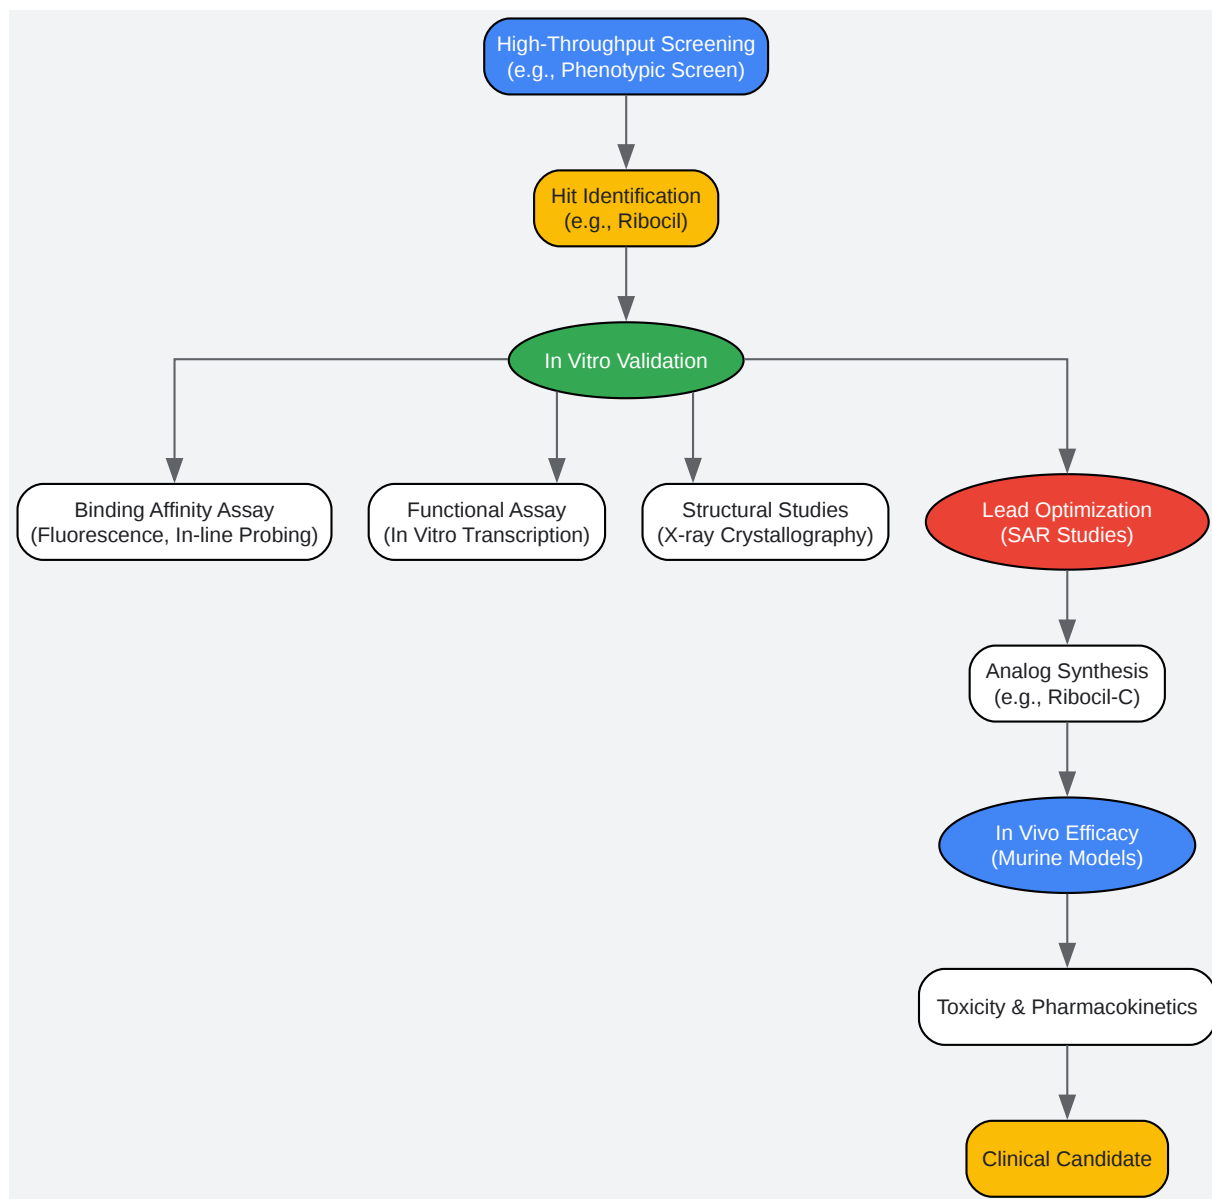 High-Throughput Screening
(e.g., Phenotypic Screen)
Hit Identification
(e.g., Ribocil)
In Vitro Validation
Binding Affinity Assay
(Fluorescence, In-line Probing)
Functional Assay
(In Vitro Transcription)
Structural Studies
(X-ray Crystallography)
Lead Optimization
(SAR Studies)
Analog Synthesis
(e.g., Ribocil-C)
In Vivo Efficacy
(Murine Models)
Toxicity & Pharmacokinetics
Clinical Candidate